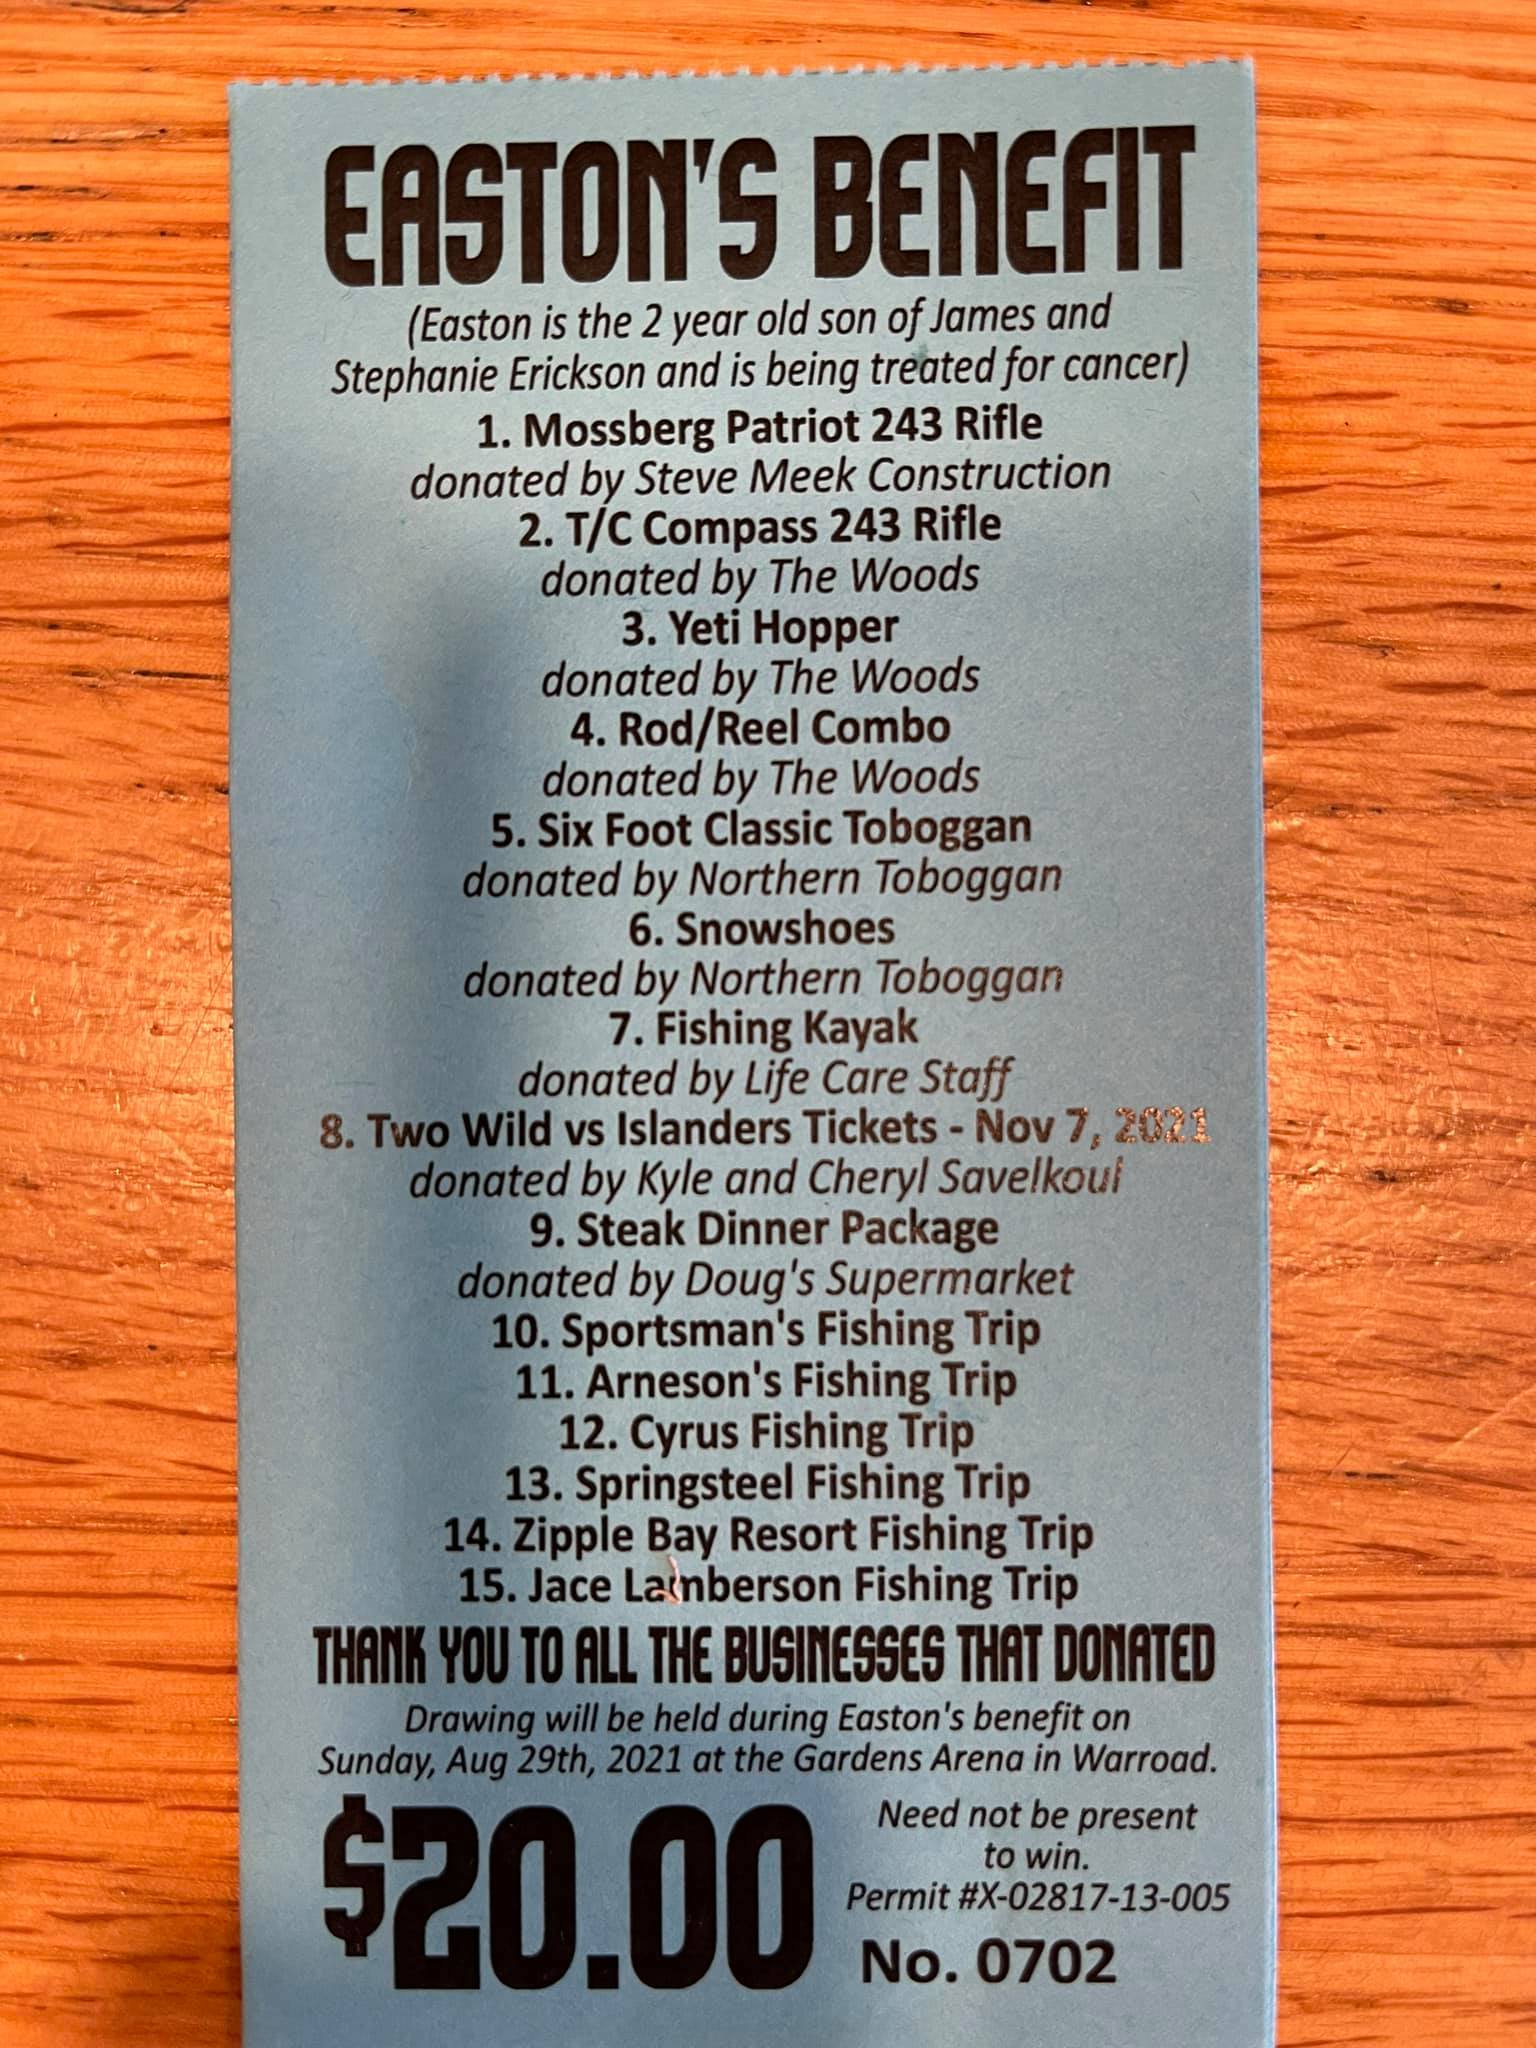 EASTON'S BENEFIT
(Easton is the 2 year old son of James and
Stephanie Erickson and is being treated for cancer)
1. Mossberg Patriot 243 Rifle
donated by Steve Meek Construction
2. T/C Compass 243 Rifle
donated by The Woods
3. Yeti Hopper
donated by The Woods
4. Rod/Reel Combo
donated by The Woods
5. Six Foot Classic Toboggan
donated by Northern Toboggan
6. Snowshoes
donated by Northern Toboggan
7. Fishing Kayak
donated by Life Care Staff
8. Two Wild vs Islanders Tickets - Nov 7, 2021
donated by Kyle and Cheryl Savelkoul
9. Steak Dinner Package
donated by Doug's Supermarket
10. Sportsman's Fishing Trip
11. Arneson's Fishing Trip
12. Cyrus Fishing Trip
13. Springsteel Fishing Trip
14. Zipple Bay Resort Fishing Trip
15. Jace Lamberson Fishing Trip
THANK YOU TO ALL THE BUSINESSES THAT DONATED
Drawing will be held during Easton's benefit on
Sunday, Aug 29th, 2021 at the Gardens Arena in Warroad.
$20.00
Need not be present
to win.
Permit #X-02817-13-005
No. 0702